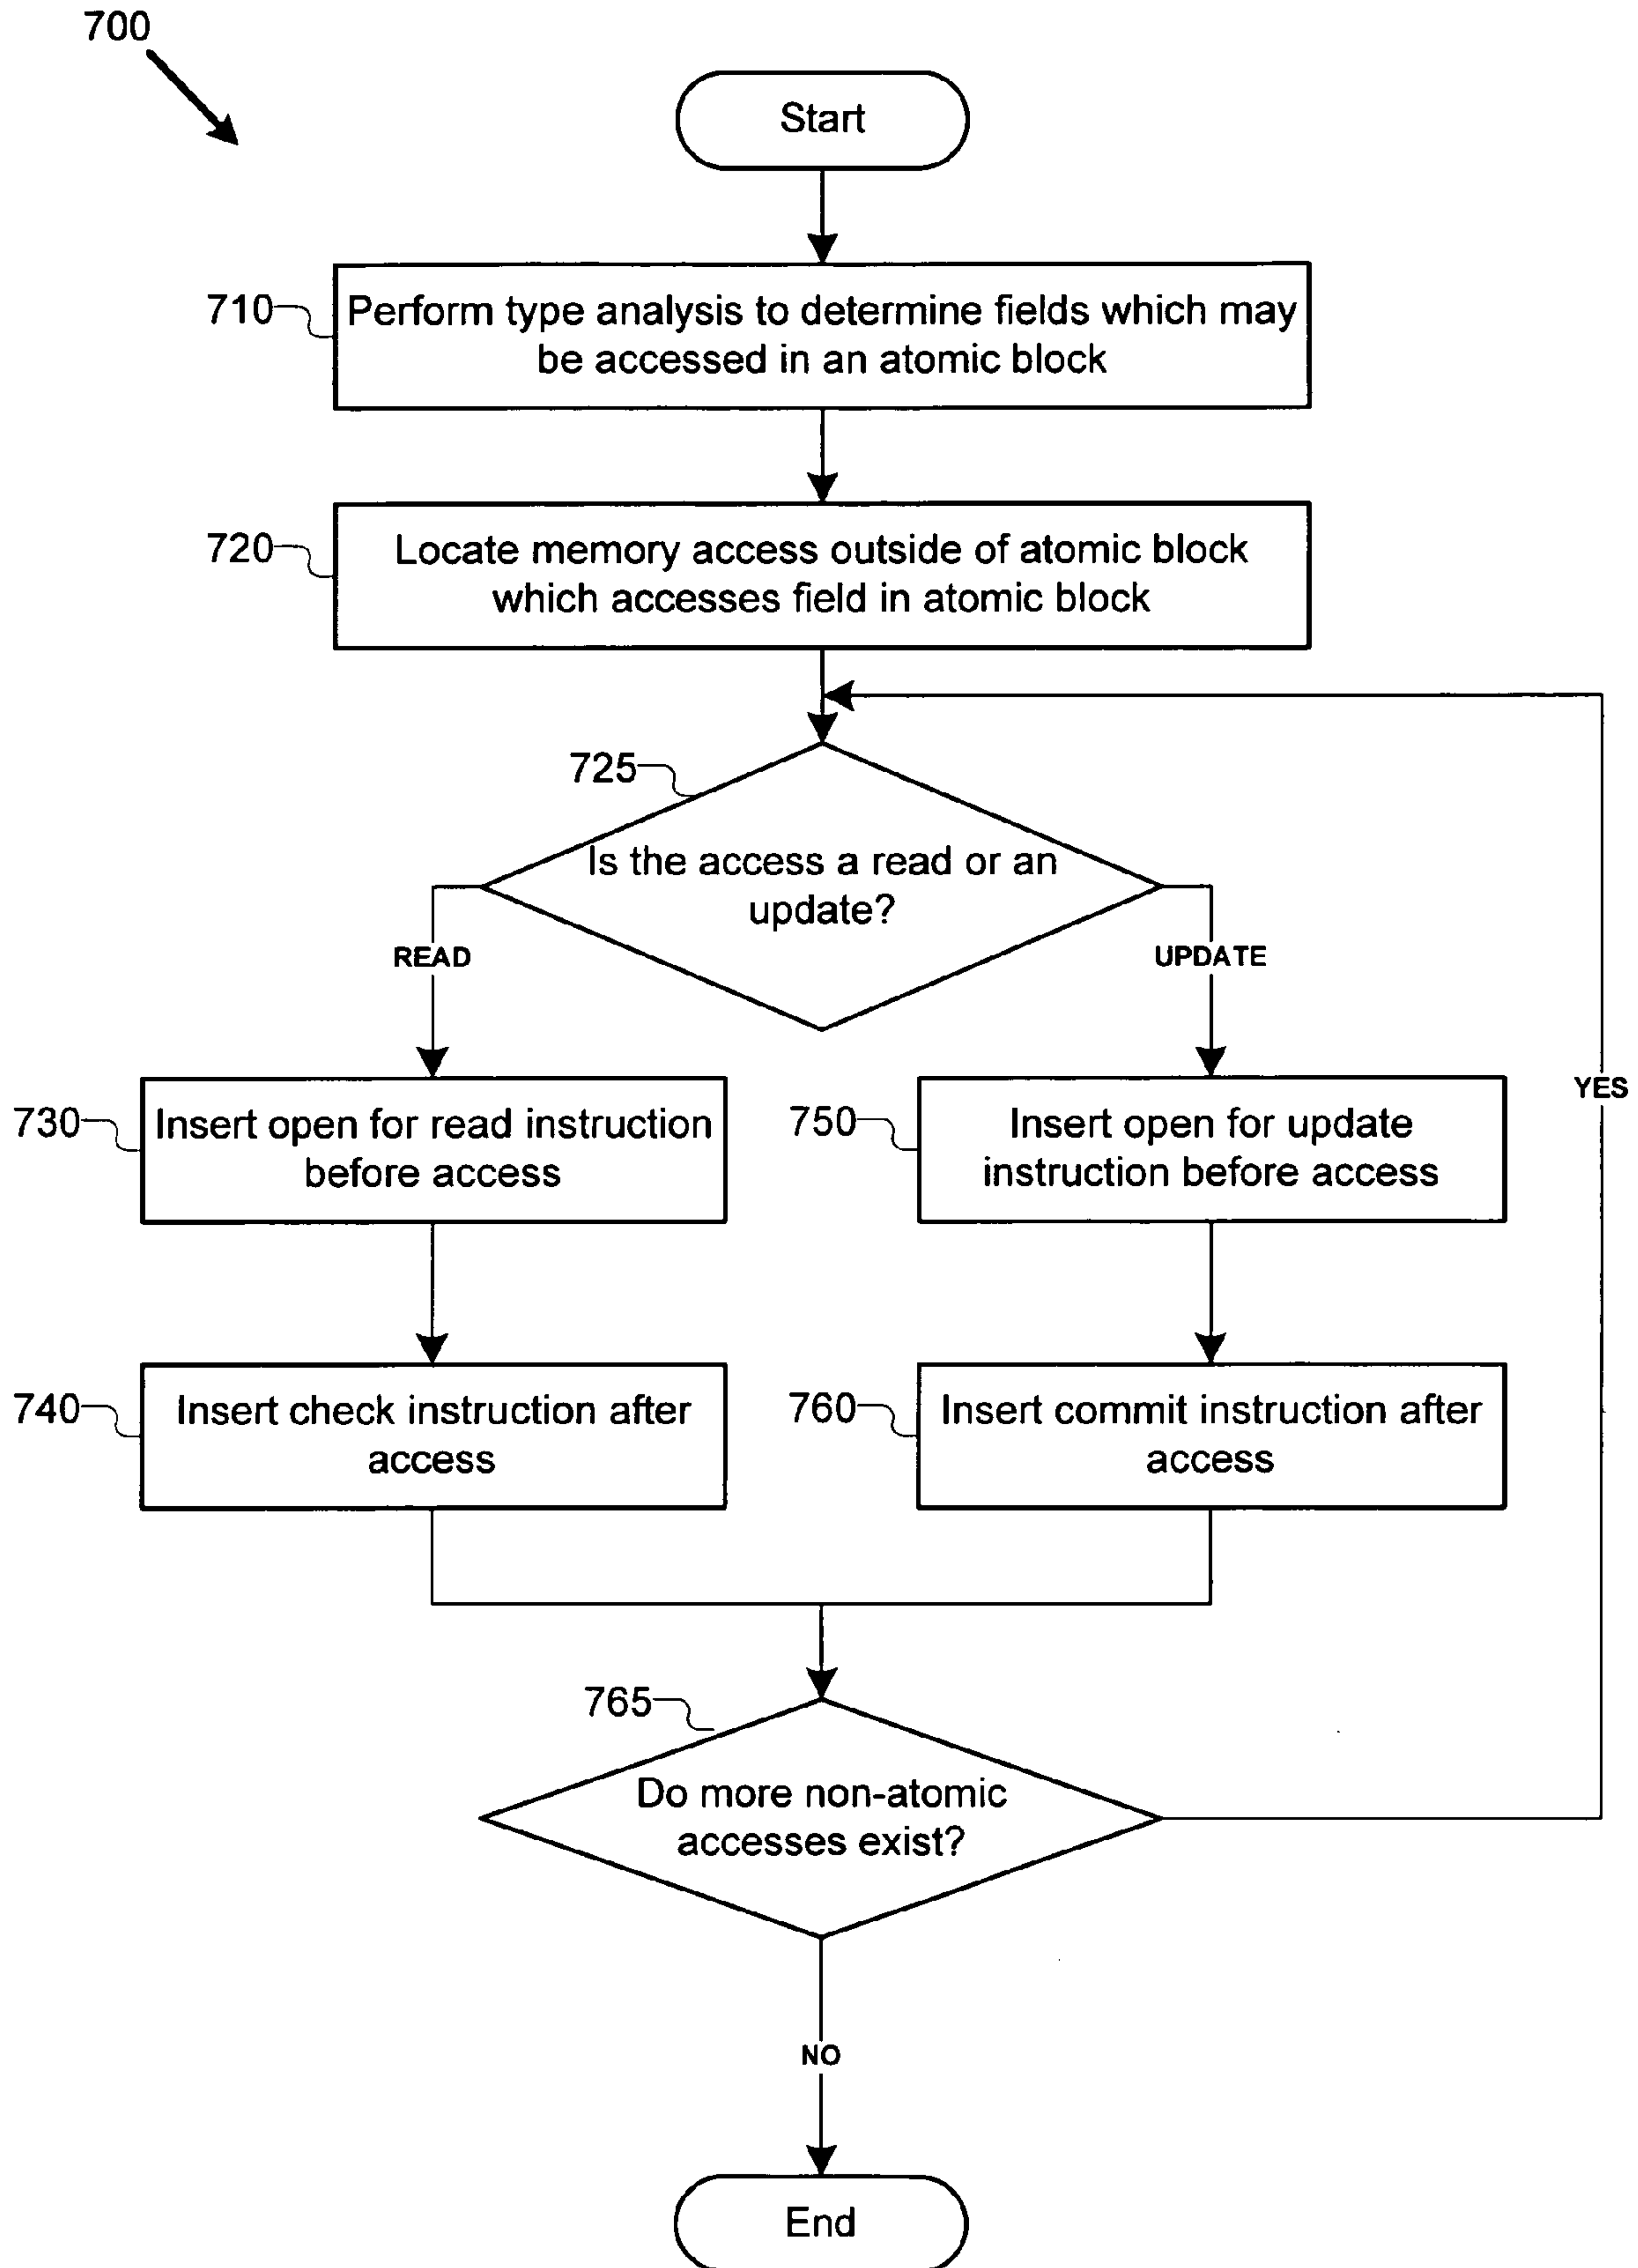 700
Start
710
Perform type analysis to determine fields which may
be accessed in an atomic block
720
Locate memory access outside of atomic block
which accesses field in atomic block
725
Is the access a read or an
update?
READ
UPDATE
YES
730
Insert open for read instruction
before access
750
Insert open for update
instruction before access
740
Insert check instruction after
access
760
Insert commit instruction after
access
765
Do more non-atomic
accesses exist?
NO
End